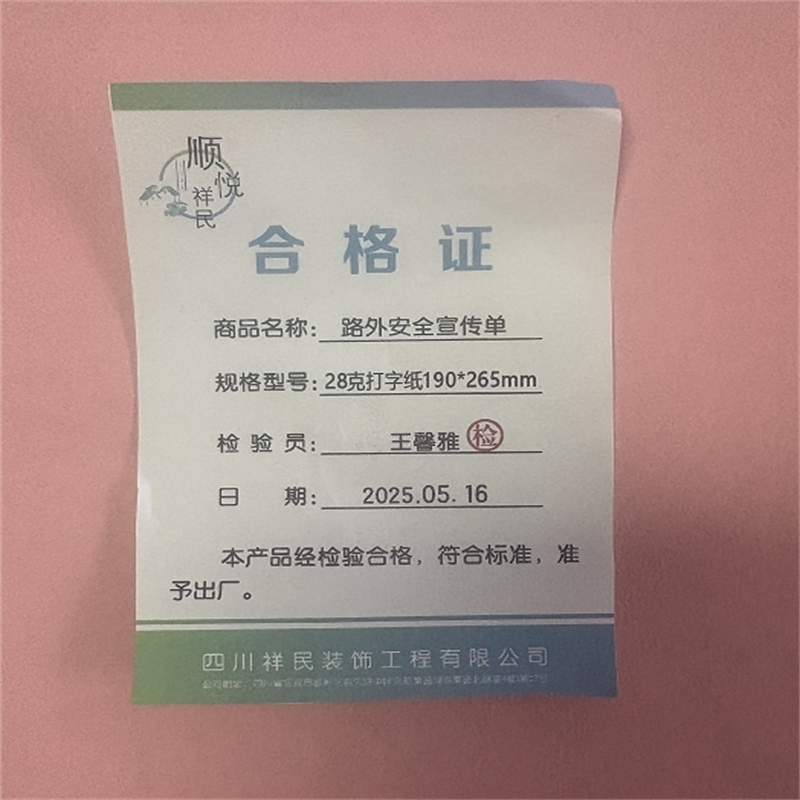 顺悦
祥民
合格证
商品名称：路外安全宣传单
规格型号：28克打字纸190*265mm
检验员：王馨雅 检
日期：2025.05.16
本产品经检验合格，符合标准，准
予出厂。
四川祥民装饰工程有限公司